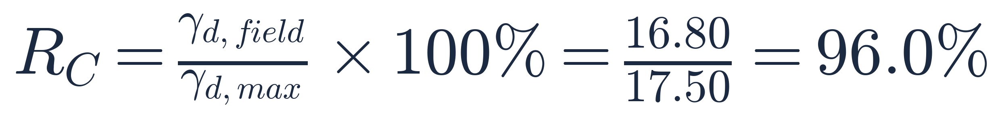 R_C = γ_{d, field} / γ_{d, max} × 100% = 16.80 / 17.50 = 96.0%